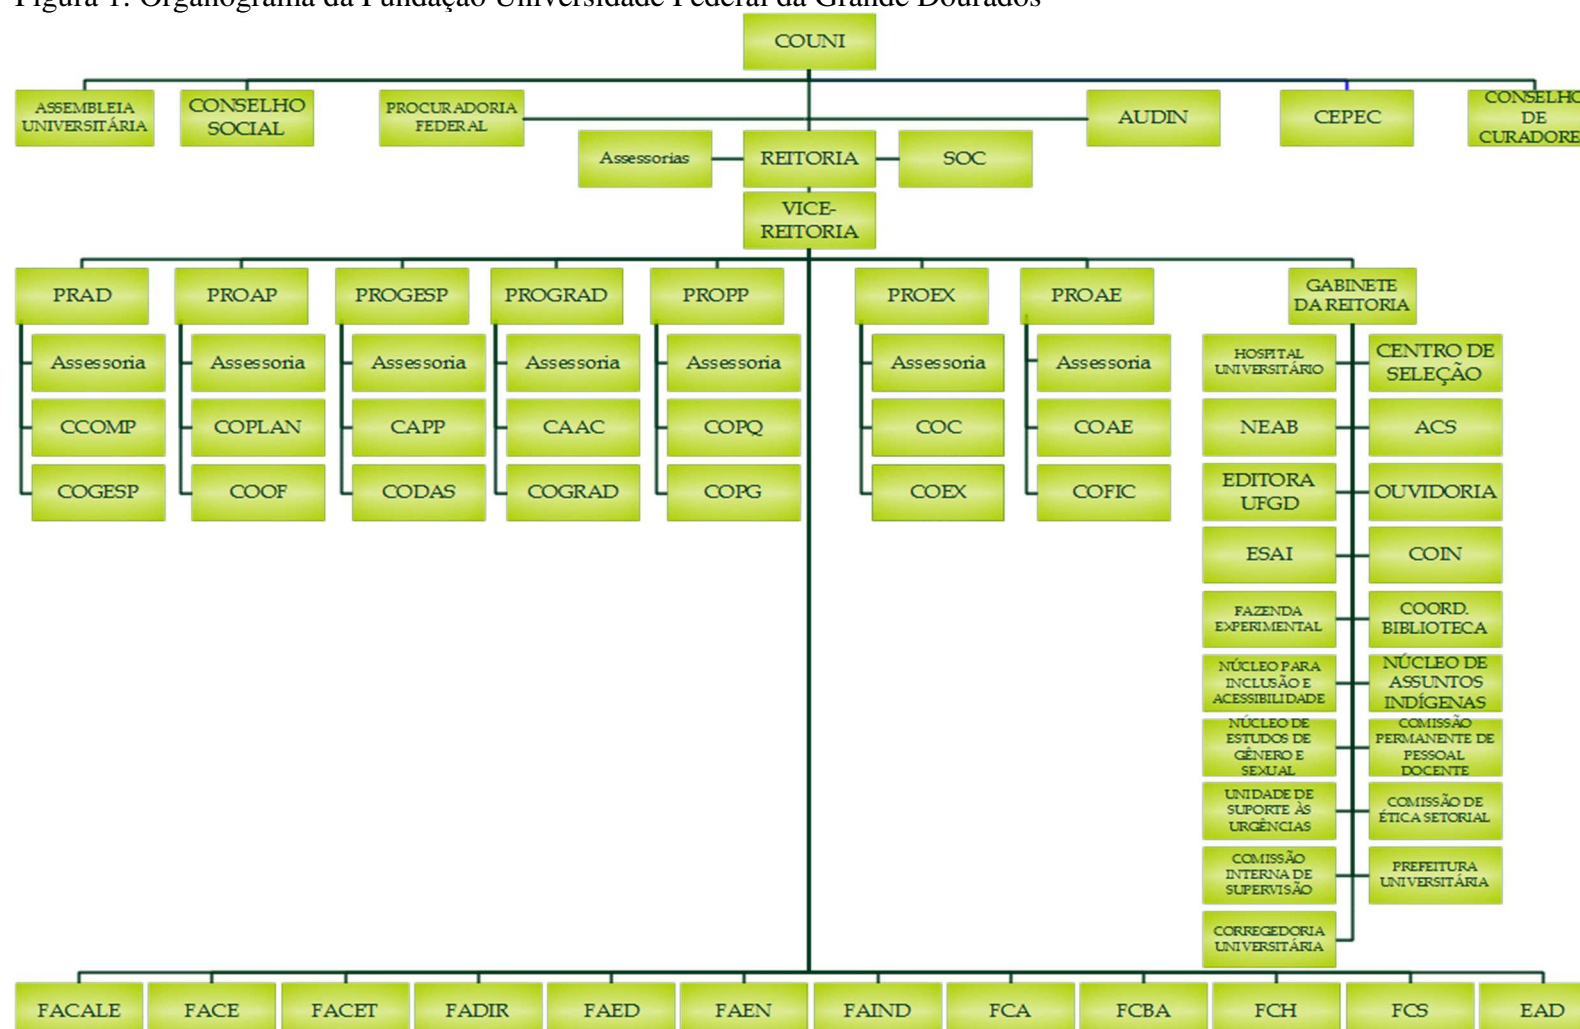 Figura 1: Organograma da Fundação Universidade Federal da Grande Dourados
COUNI
ASSEMBLEIA
UNIVERSITÁRIA
CONSELHO
SOCIAL
PROCURADORIA
FEDERAL
AUDIN
CEPEC
CONSELHO
DE
CURADORE
Assessorias
REITORIA
SOC
VICE-
REITORIA
PRAD
PROAP
PROGESP
PROGRAD
PROPP
PROEX
PROAE
GABINETE
DA REITORIA
Assessoria
Assessoria
Assessoria
Assessoria
Assessoria
Assessoria
Assessoria
HOSPITAL
UNIVERSITÁRIO
CENTRO DE
SELEÇÃO
CCOMP
COPLAN
CAPP
CAAC
COPQ
COC
COAE
NEAB
ACS
COGESP
COOF
CODAS
COGRAD
COPG
COEX
COFIC
EDITORA
UFGD
OUVIDORIA
ESAI
COIN
FAZENDA
EXPERIMENTAL
COORD.
BIBLIOTECA
NÚCLEO PARA
INCLUSÃO E
ACESSIBILIDADE
NÚCLEO DE
ASSUNTOS
INDÍGENAS
NÚCLEO DE
ESTUDOS DE
GÊNERO E
SEXUAL
COMISSÃO
PERMANENTE DE
PESSOAL
DOCENTE
UNIDADE DE
SUPORTE ÀS
URGÊNCIAS
COMISSÃO DE
ÉTICA SETORIAL
COMISSÃO
INTERNA DE
SUPERVISÃO
PREFEITURA
UNIVERSITÁRIA
CORREGEDORIA
UNIVERSITÁRIA
FACALE
FACE
FACET
FADIR
FAED
FAEN
FAIND
FCA
FCBA
FCH
FCS
EAD